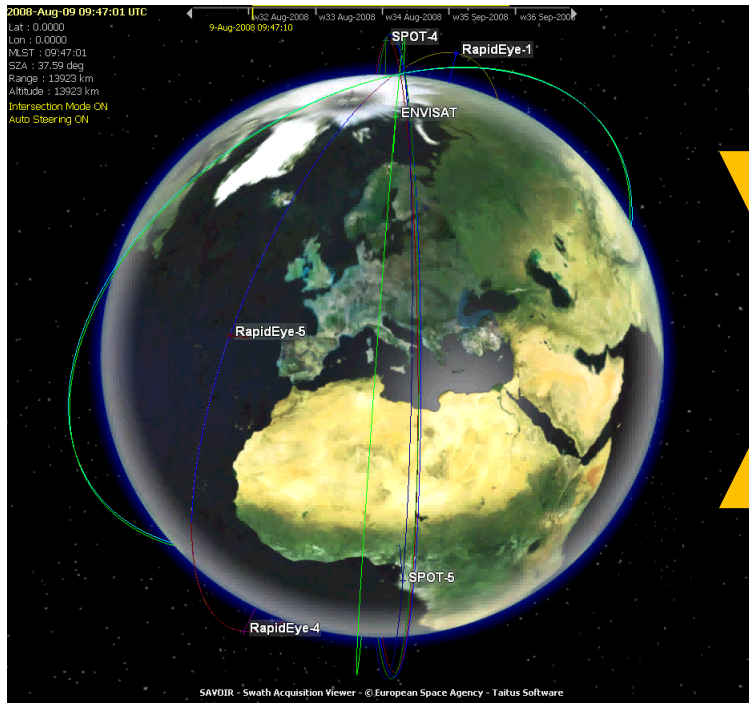 2008-Aug-09 09:47:01 UTC
w32 Aug-2008 w33 Aug-2008 w34 Aug-2008 w35 Sep-2008 w36 Sep-2008
9-Aug-2008 09:47:10
Lat : 0.0000
Lon : 0.0000
MLST : 09:47:01
SZA : 37.59 deg
Range : 13923 km
Altitude : 13923 km
Intersection Mode ON
Auto Steering ON
SPOT-4
RapidEye-1
ENVISAT
RapidEye-5
SPOT-5
RapidEye-4
SAVOIR - Swath Acquisition Viewer - © European Space Agency - Taitus Software